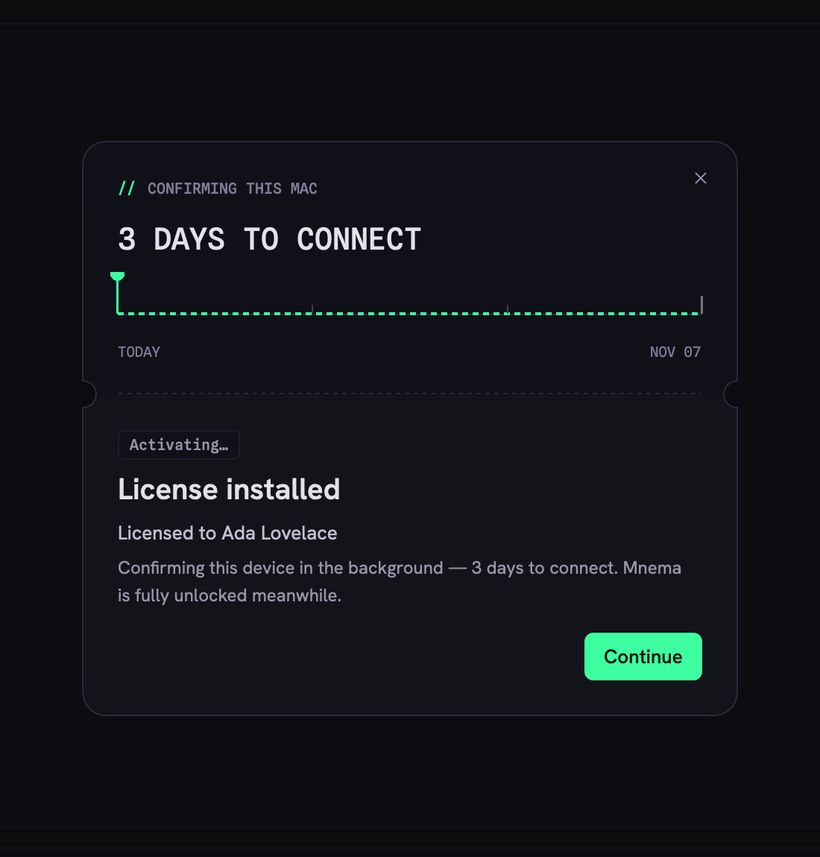 // CONFIRMING THIS MAC
3 DAYS TO CONNECT
TODAY
NOV 07
Activating…
License installed
Licensed to Ada Lovelace
Confirming this device in the background — 3 days to connect. Mnema
is fully unlocked meanwhile.
Continue